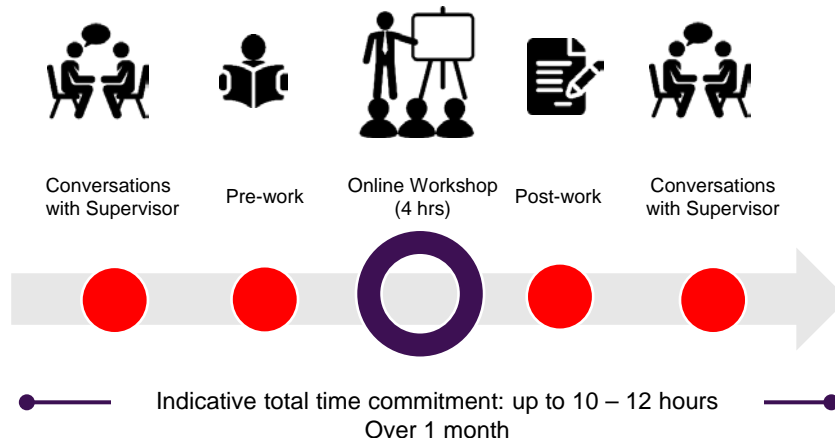 Conversations
with Supervisor
Pre-work
Online Workshop
(4 hrs)
Post-work
Conversations
with Supervisor
Indicative total time commitment: up to 10 – 12 hours
Over 1 month